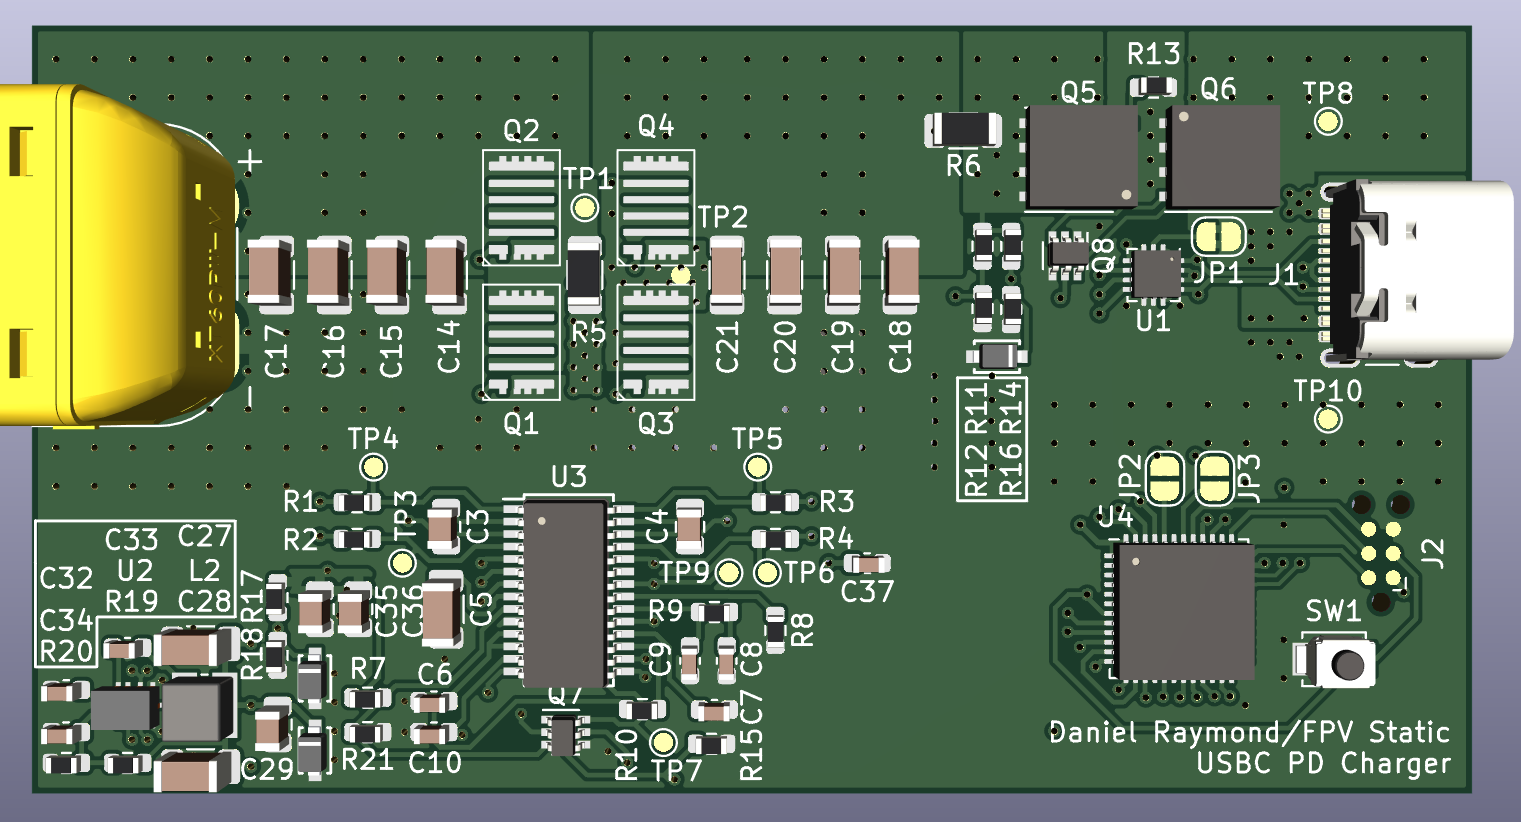 R13
Q5
Q6
TP8
Q2
Q4
+
R6
TP1
TP2
Q8
JP1
J1
U1
C17
C16
C15
C14
R5
C21
C20
C19
C18
TP10
-
Q1
Q3
R12 R11
R16 R14
TP4
TP5
U3
JP2
JP3
R1
TP3
C3
C4
R3
R2
R4
U4
J2
C33
C27
C32
U2
L2
R19
C28
C34
R20
R17
C35
C36
C5
TP9
TP6
C37
R9
R8
SW1
R18
R7
C6
C9
C8
Q7
C7
R21
C10
C29
R10
TP7
R15
Daniel Raymond/FPV Static
USBC PD Charger